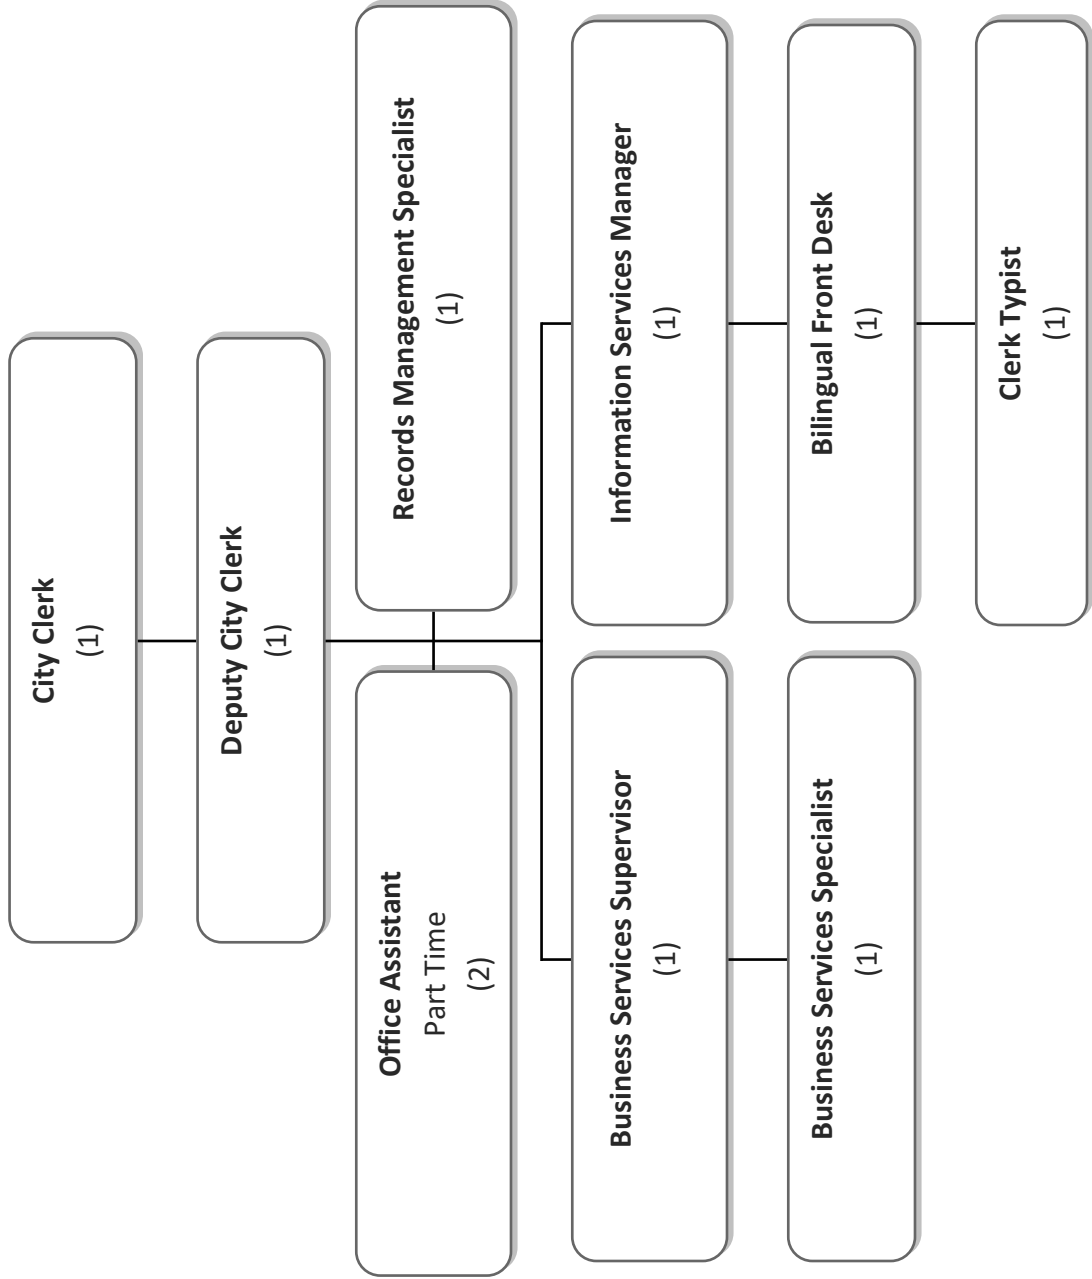 City Clerk
(1)
Deputy City Clerk
(1)
Office Assistant
Part Time
(2)
Records Management Specialist
(1)
Business Services Supervisor
(1)
Information Services Manager
(1)
Business Services Specialist
(1)
Bilingual Front Desk
(1)
Clerk Typist
(1)